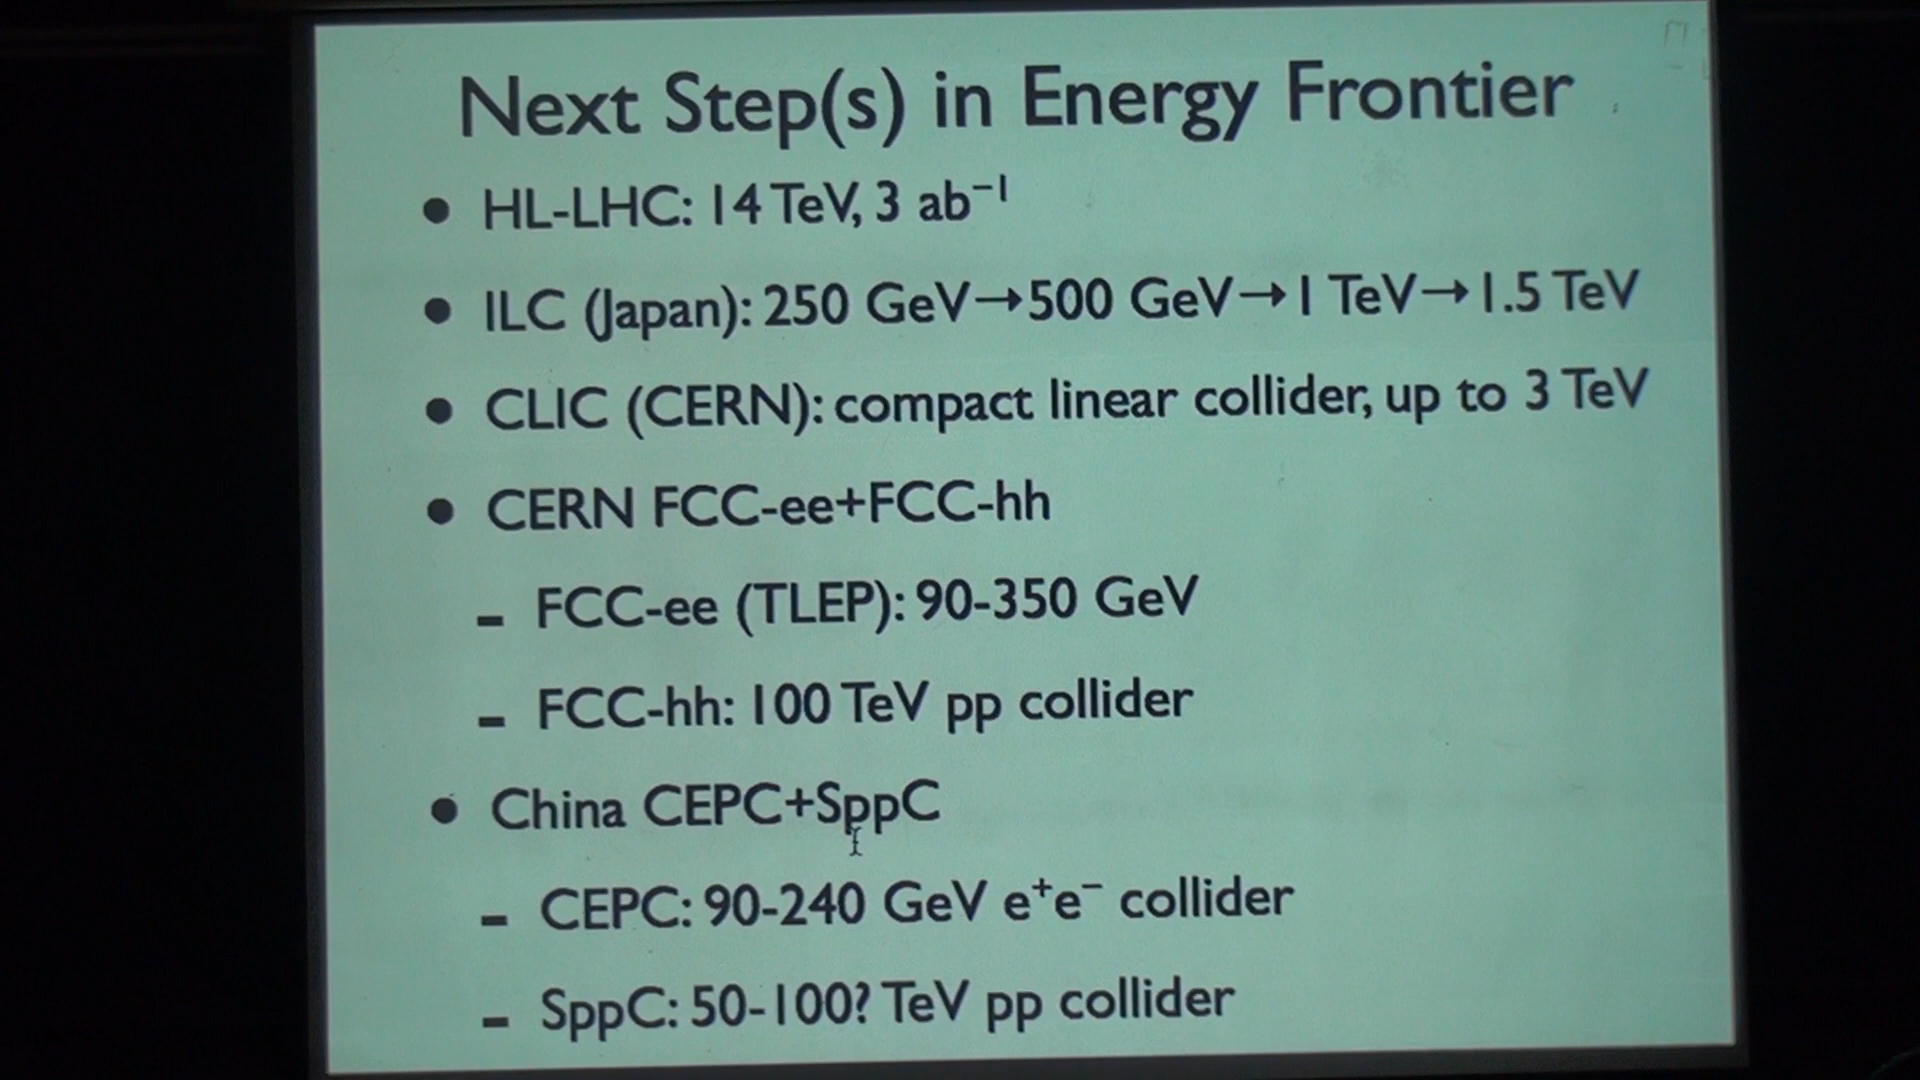 Next Step(s) in Energy Frontier
• HL-LHC: 14 TeV, 3 ab⁻¹
• ILC (Japan): 250 GeV→500 GeV→1 TeV→1.5 TeV
• CLIC (CERN): compact linear collider, up to 3 TeV
• CERN FCC-ee+FCC-hh
– FCC-ee (TLEP): 90-350 GeV
– FCC-hh: 100 TeV pp collider
• China CEPC+SppC
– CEPC: 90-240 GeV e⁺e⁻ collider
– SppC: 50-100? TeV pp collider